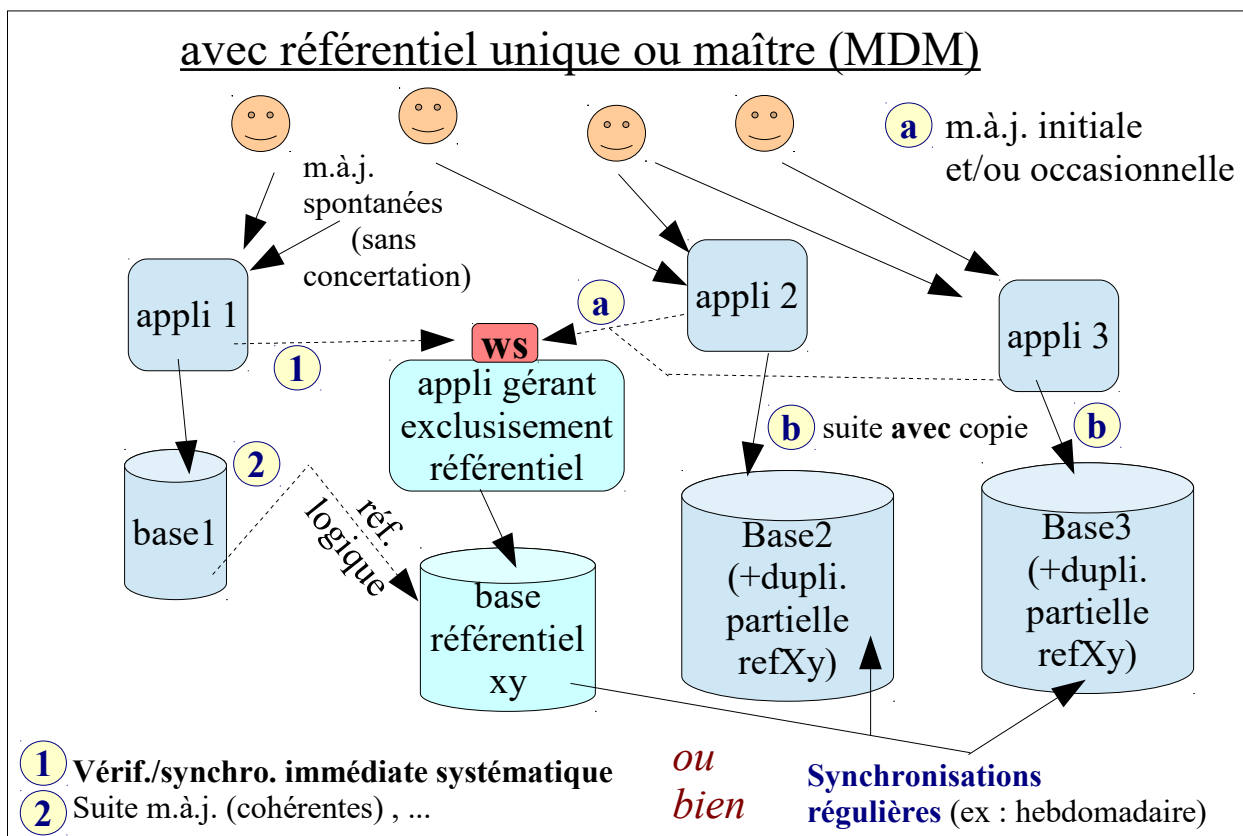 avec référentiel unique ou maître (MDM)
a
m.à.j. initiale
et/ou occasionnelle
m.à.j.
spontanées
(sans
concertation)
appli 1
appli 2
appli 3
a
1
ws
appli gérant
exclusisement
référentiel
b
suite avec copie
b
2
base1
réf.
logique
base
référentiel
xy
Base2
(+dupli.
partielle
refXy)
Base3
(+dupli.
partielle
refXy)
1 Vérif./synchro. immédiate systématique
2 Suite m.à.j. (cohérentes) , ...
ou
bien
Synchronisations
régulières (ex : hebdomadaire)